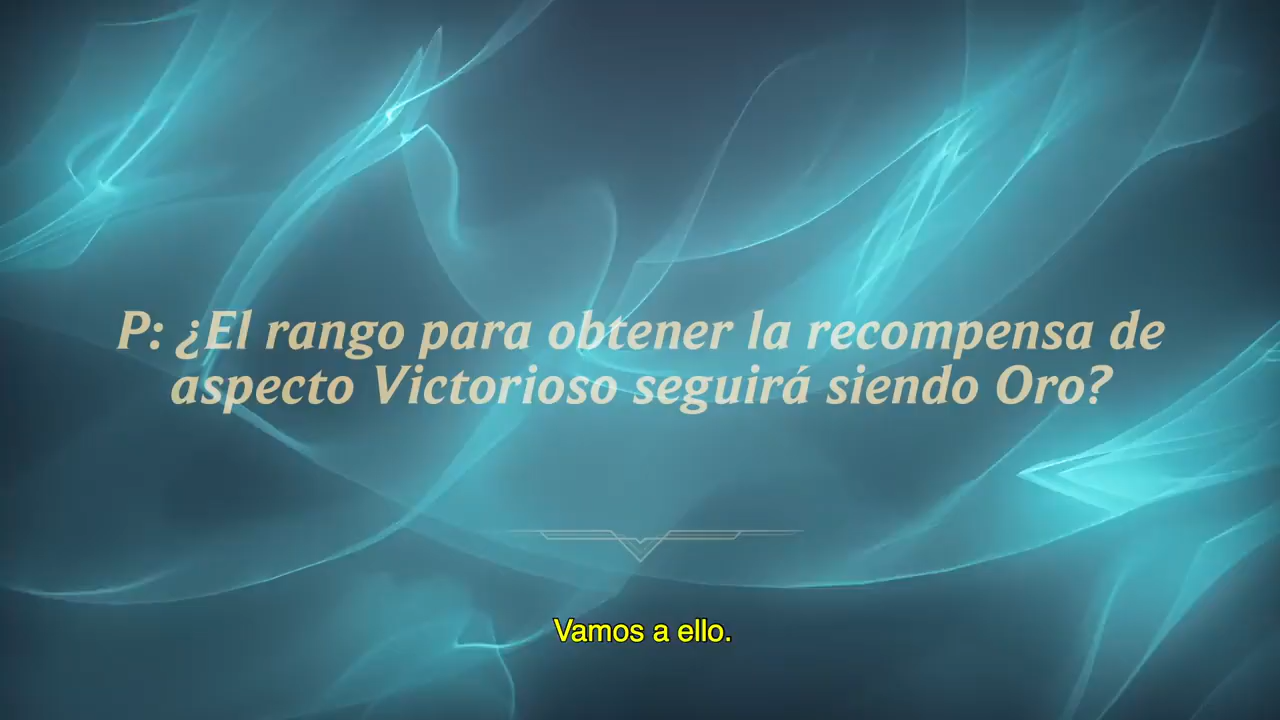 P: ¿El rango para obtener la recompensa de
aspecto Victorioso seguirá siendo Oro?
Vamos a ello.